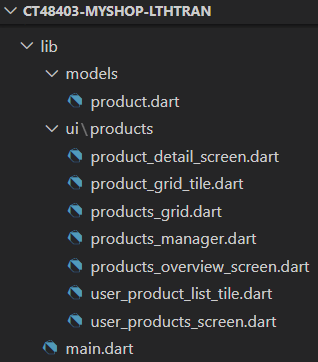 CT48403-MYSHOP-LTHTRAN
lib
models
product.dart
ui\products
product_detail_screen.dart
product_grid_tile.dart
products_grid.dart
products_manager.dart
products_overview_screen.dart
user_product_list_tile.dart
user_products_screen.dart
main.dart